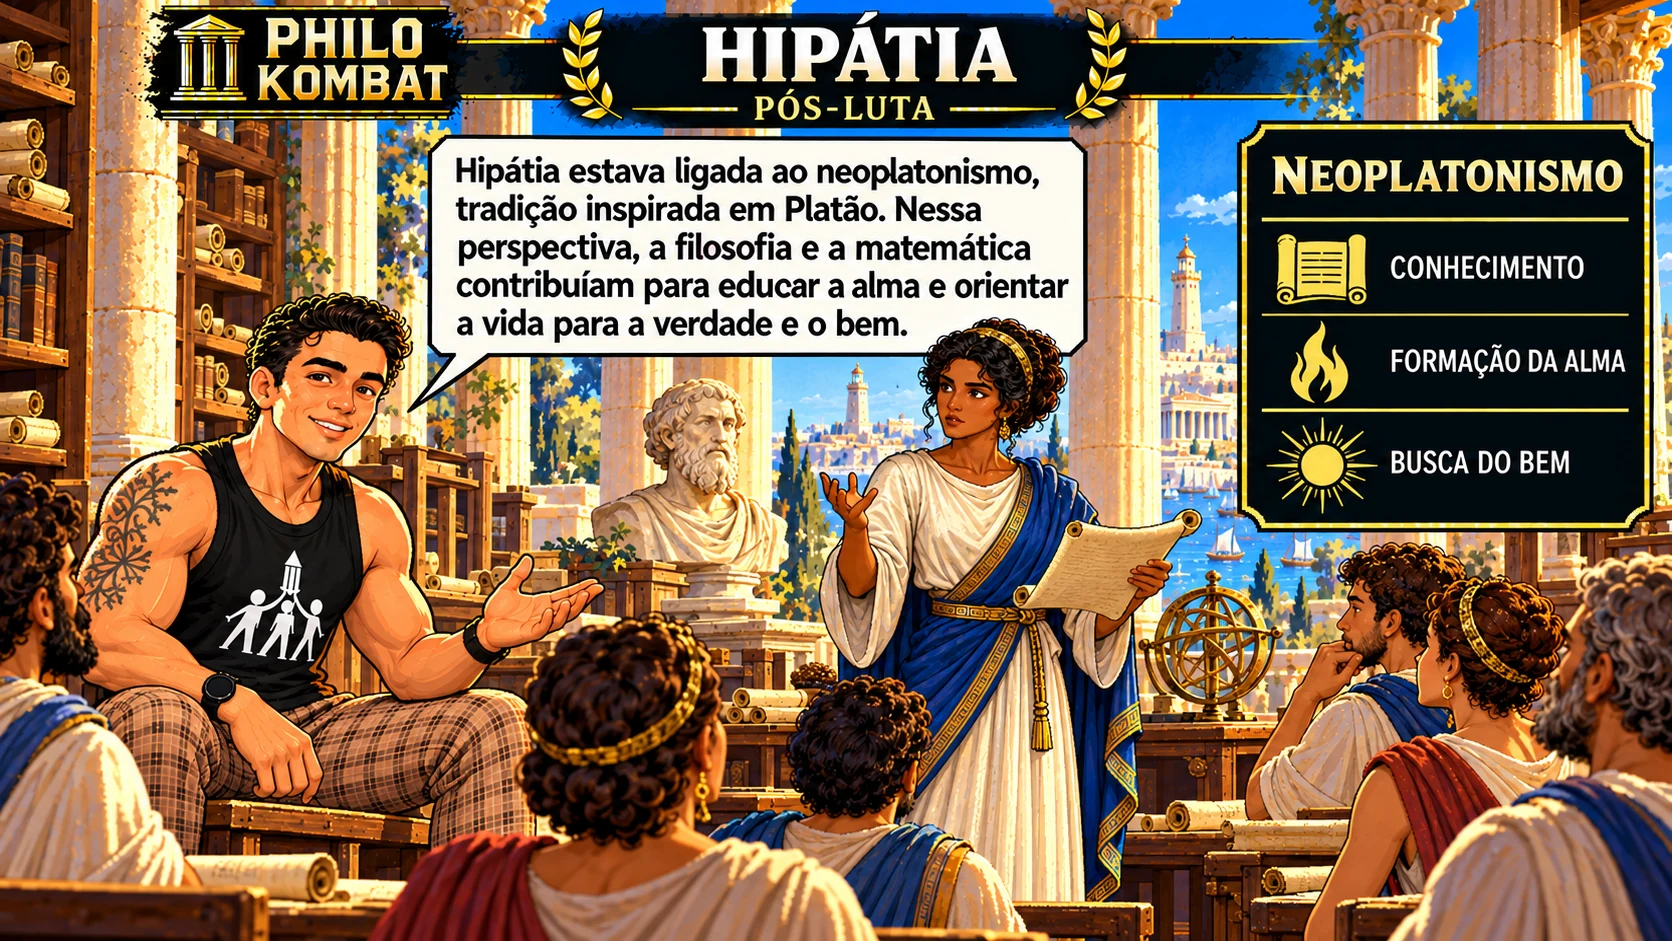 PHILO
KOMBAT
HIPÁTIA
PÓS-LUTA
Hipátia estava ligada ao neoplatonismo,
tradição inspirada em Platão. Nessa
perspectiva, a filosofia e a matemática
contribuíam para educar a alma e orientar
a vida para a verdade e o bem.
NEOPLATONISMO
CONHECIMENTO
FORMAÇÃO DA ALMA
BUSCA DO BEM